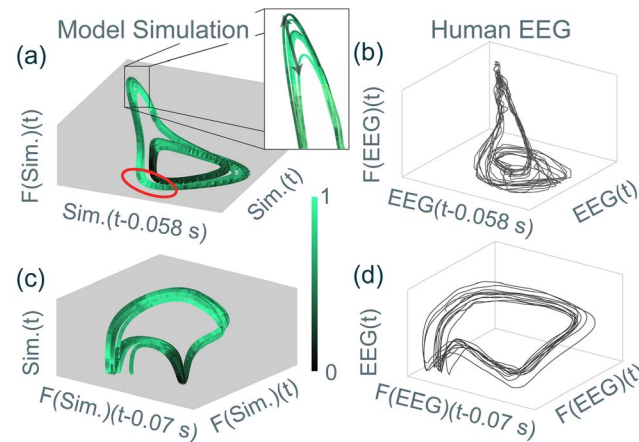 Model Simulation
Human EEG
(a)
F(Sim.)(t)
Sim.(t-0.058 s)
Sim.(t)
(b)
F(EEG)(t)
EEG(t-0.058 s)
EEG(t)
1
0
(c)
Sim.(t)
F(Sim.)(t-0.07 s)
F(Sim.)(t)
(d)
EEG(t)
F(EEG)(t-0.07 s)
F(EEG)(t)